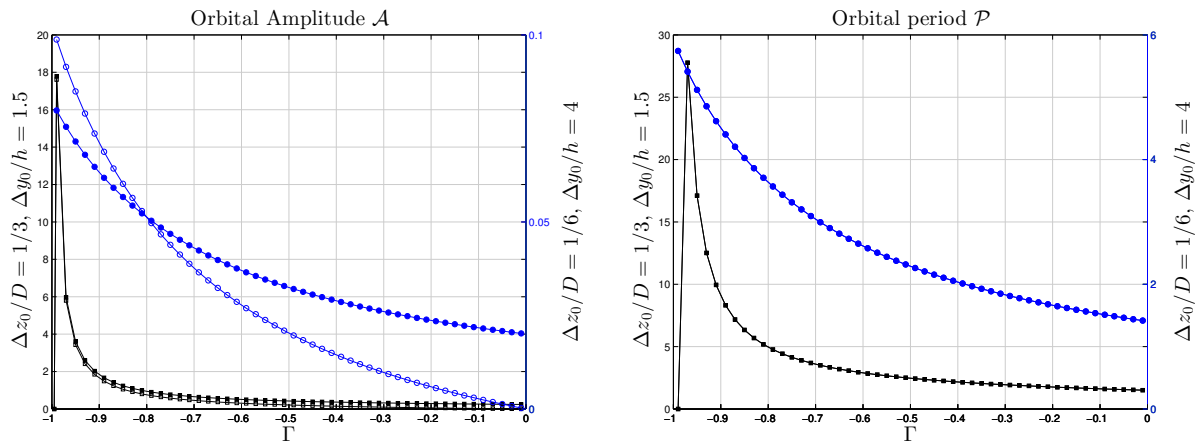 Orbital Amplitude 𝒜
20
18
16
14
12
10
8
6
4
2
0
0.1
0.05
0
−1 −0.9 −0.8 −0.7 −0.6 −0.5 −0.4 −0.3 −0.2 −0.1
Γ
Δz₀/D = 1/3, Δy₀/h = 1.5
Δz₀/D = 1/6, Δy₀/h = 4
Orbital period 𝒫
30
25
20
15
10
5
0
6
4
2
0
−1 −0.9 −0.8 −0.7 −0.6 −0.5 −0.4 −0.3 −0.2 −0.1
Γ
Δz₀/D = 1/3, Δy₀/h = 1.5
Δz₀/D = 1/6, Δy₀/h = 4